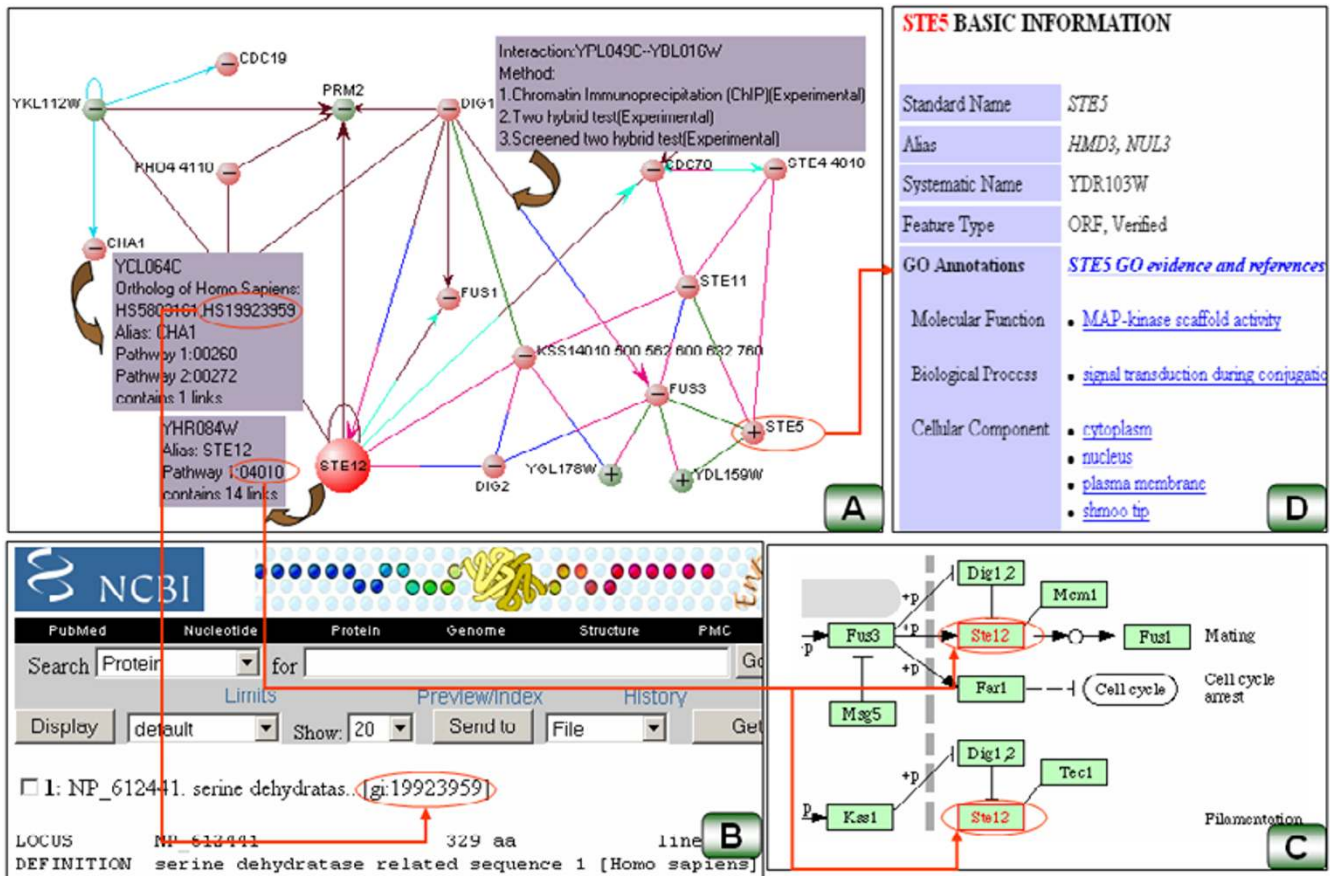 CDC19
YKL112W
PRM2
DIG1
PHO4 4110
CHA1
Interaction:YPL049C--YBL016W
Method:
1.Chromatin Immunoprecipitation (ChIP)(Experimental)
2.Two hybrid test(Experimental)
3.Screened two hybrid test(Experimental)
CDC70
STE4 4010
YCL064C
Ortholog of Homo Sapiens:
HS5803161,HS19923959
Alias: CHA1
Pathway 1:00260
Pathway 2:00272
contains 1 links
FUS1
STE11
KSS14010 500 562 600 632 760
FUS3
STE5
YHR084W
Alias: STE12
Pathway 1:04010
contains 14 links
STE12
DIG2
YGL178W
YDL159W
A
STE5 BASIC INFORMATION
Standard Name STE5
Alias HMD3, NUL3
Systematic Name YDR103W
Feature Type ORF, Verified
GO Annotations STE5 GO evidence and references
Molecular Function • MAP-kinase scaffold activity
Biological Process • signal transduction during conjugatio
Cellular Component • cytoplasm
• nucleus
• plasma membrane
• shmoo tip
D
NCBI
PubMed Nucleotide Protein Genome Structure PMC
Search Protein for Go
Limits Preview/Index History
Display default Show: 20 Send to File Get
1: NP_612441. serine dehydratas...[gi:19923959]
LOCUS NP_612441 329 aa line
DEFINITION serine dehydratase related sequence 1 [Homo sapiens]
B
Dig1,2
+p
Mcm1
Fus3 +p Ste12 Fus1 Mating
+p
+p
Far1 Cell cycle Cell cycle
arrest
Msg5
Dig1,2
+p
Tec1
p Kss1 Ste12 Filamentation
C